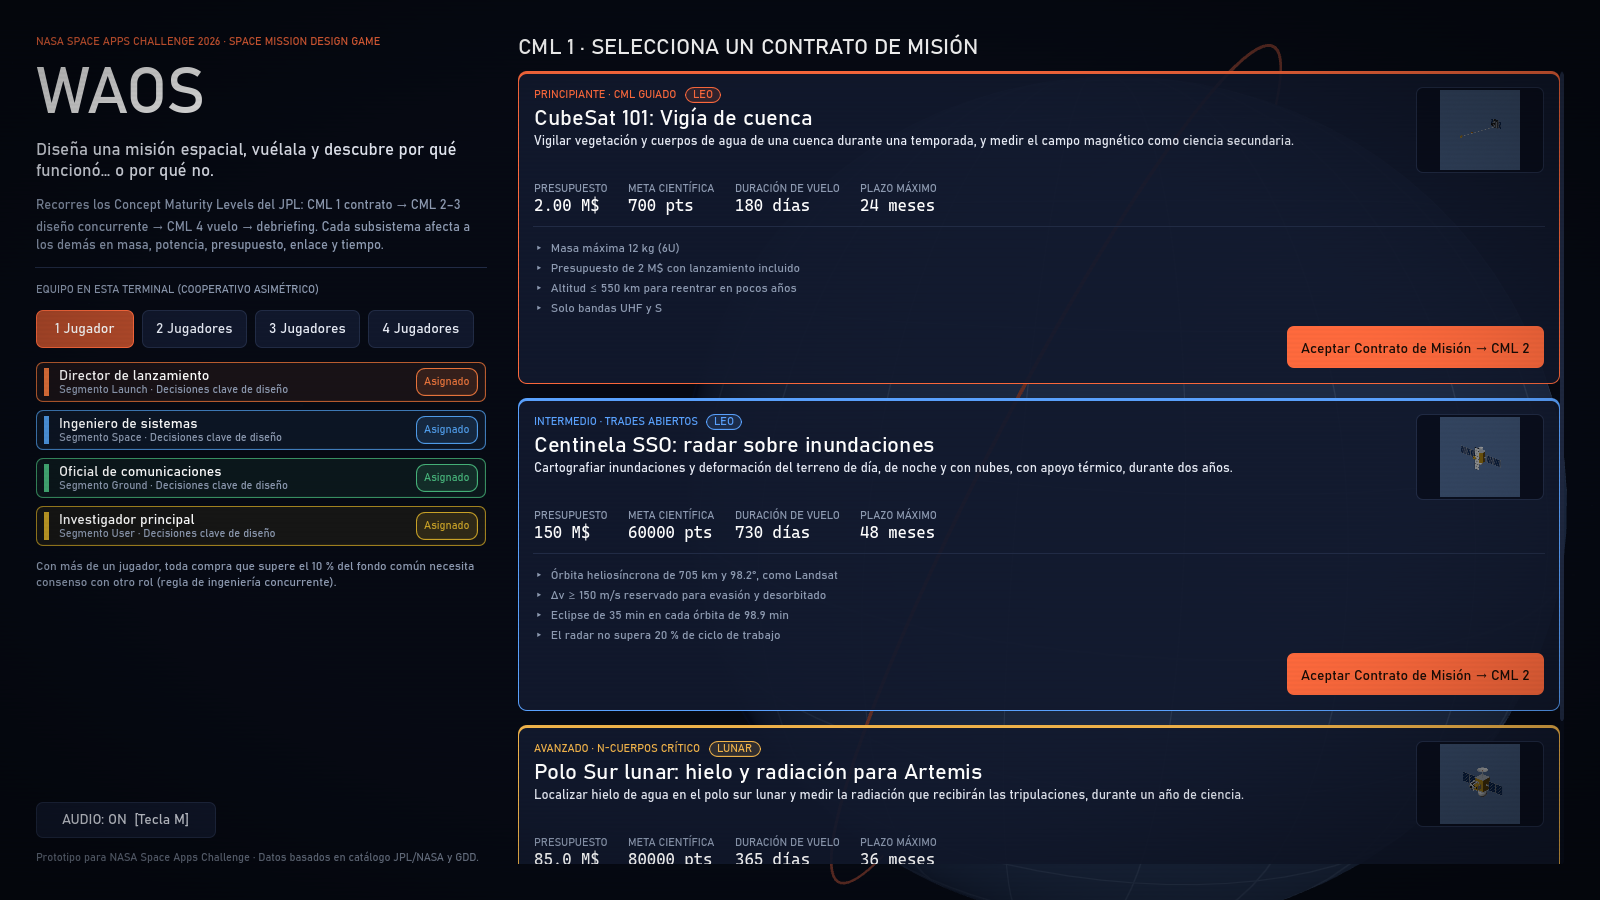 NASA SPACE APPS CHALLENGE 2026 · SPACE MISSION DESIGN GAME
WAOS
Diseña una misión espacial, vuélala y descubre por qué
funcionó... o por qué no.
Recorres los Concept Maturity Levels del JPL: CML 1 contrato → CML 2–3
diseño concurrente → CML 4 vuelo → debriefing. Cada subsistema afecta a
los demás en masa, potencia, presupuesto, enlace y tiempo.
EQUIPO EN ESTA TERMINAL (COOPERATIVO ASIMÉTRICO)
1 Jugador
2 Jugadores
3 Jugadores
4 Jugadores
Director de lanzamiento
Segmento Launch · Decisiones clave de diseño
Asignado
Ingeniero de sistemas
Segmento Space · Decisiones clave de diseño
Asignado
Oficial de comunicaciones
Segmento Ground · Decisiones clave de diseño
Asignado
Investigador principal
Segmento User · Decisiones clave de diseño
Asignado
Con más de un jugador, toda compra que supere el 10 % del fondo común necesita
consenso con otro rol (regla de ingeniería concurrente).
AUDIO: ON [Tecla M]
Prototipo para NASA Space Apps Challenge · Datos basados en catálogo JPL/NASA y GDD.
CML 1 · SELECCIONA UN CONTRATO DE MISIÓN
PRINCIPIANTE · CML GUIADO LEO
CubeSat 101: Vigía de cuenca
Vigilar vegetación y cuerpos de agua de una cuenca durante una temporada, y medir el campo magnético como ciencia secundaria.
PRESUPUESTO META CIENTÍFICA DURACIÓN DE VUELO PLAZO MÁXIMO
2.00 M$ 700 pts 180 días 24 meses
▸ Masa máxima 12 kg (6U)
▸ Presupuesto de 2 M$ con lanzamiento incluido
▸ Altitud ≤ 550 km para reentrar en pocos años
▸ Solo bandas UHF y S
Aceptar Contrato de Misión → CML 2
INTERMEDIO · TRADES ABIERTOS LEO
Centinela SSO: radar sobre inundaciones
Cartografiar inundaciones y deformación del terreno de día, de noche y con nubes, con apoyo térmico, durante dos años.
PRESUPUESTO META CIENTÍFICA DURACIÓN DE VUELO PLAZO MÁXIMO
150 M$ 60000 pts 730 días 48 meses
▸ Órbita heliosíncrona de 705 km y 98.2°, como Landsat
▸ Δv ≥ 150 m/s reservado para evasión y desorbitado
▸ Eclipse de 35 min en cada órbita de 98.9 min
▸ El radar no supera 20 % de ciclo de trabajo
Aceptar Contrato de Misión → CML 2
AVANZADO · N-CUERPOS CRÍTICO LUNAR
Polo Sur lunar: hielo y radiación para Artemis
Localizar hielo de agua en el polo sur lunar y medir la radiación que recibirán las tripulaciones, durante un año de ciencia.
PRESUPUESTO META CIENTÍFICA DURACIÓN DE VUELO PLAZO MÁXIMO
85.0 M$ 80000 pts 365 días 36 meses